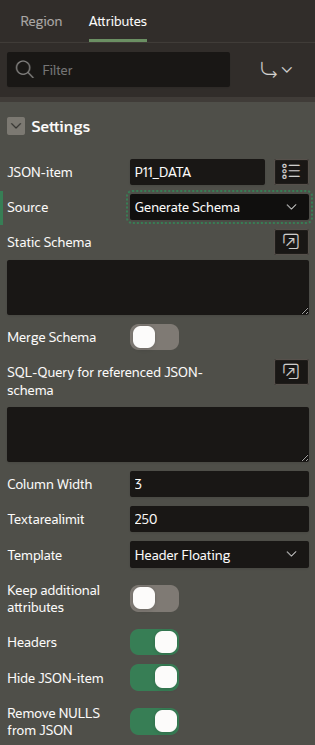 Region Attributes
Filter
Settings
JSON-item P11_DATA
Source Generate Schema
Static Schema
Merge Schema
SQL-Query for referenced JSON-
schema
Column Width 3
Textarealimit 250
Template Header Floating
Keep additional
attributes
Headers
Hide JSON-item
Remove NULLS
from JSON